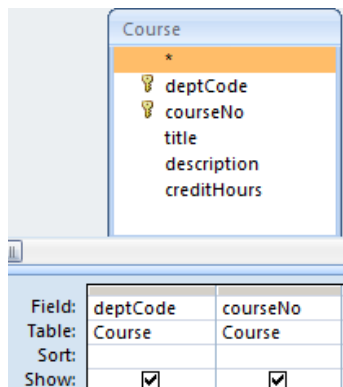 Course
*
deptCode
courseNo
title
description
creditHours
Field: deptCode courseNo
Table: Course Course
Sort:
Show: